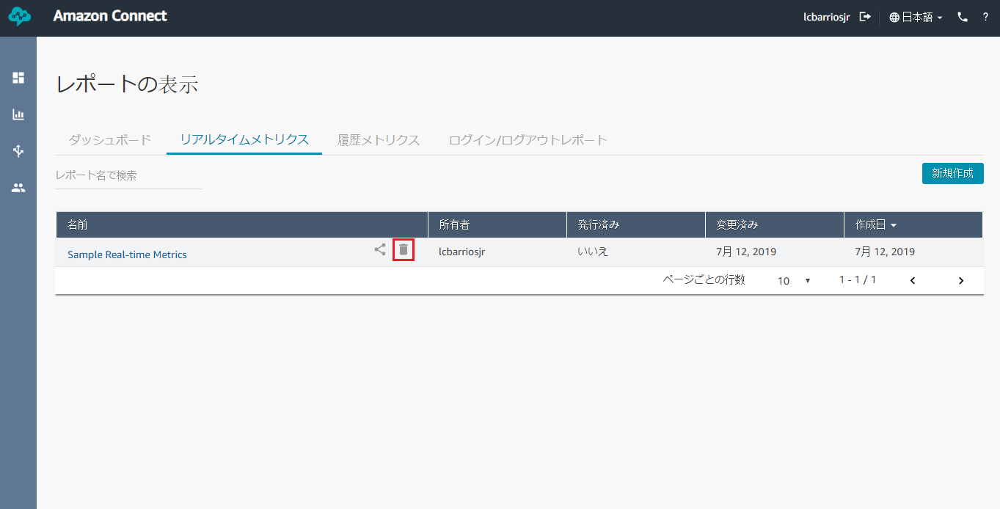 Amazon Connect
lcbarriosjr 日本語 ?
レポートの表示
ダッシュボード リアルタイムメトリクス 履歴メトリクス ログイン/ログアウトレポート
レポート名で検索 新規作成
名前 所有者 発行済み 変更済み 作成日
Sample Real-time Metrics lcbarriosjr いいえ 7月 12, 2019 7月 12, 2019
ページごとの行数 10 1 - 1 / 1